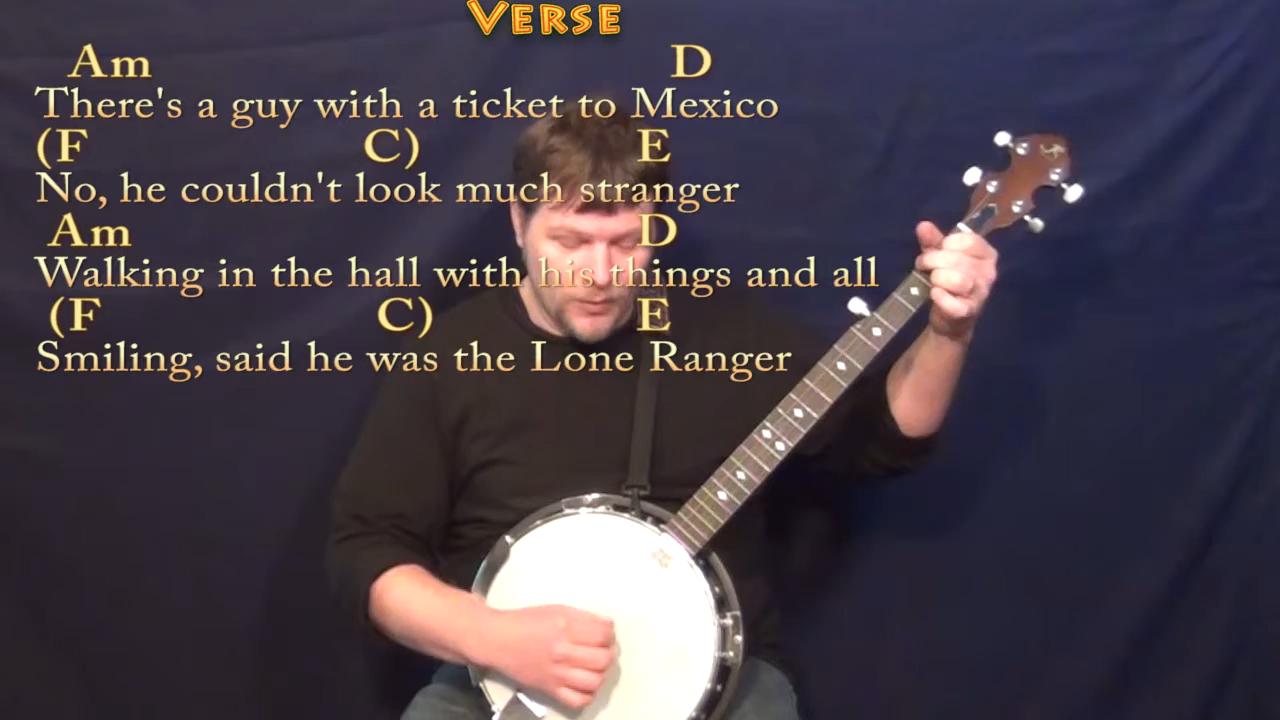 VERSE
Am D
There's a guy with a ticket to Mexico
(F C) E
No, he couldn't look much stranger
Am D
Walking in the hall with his things and all
(F C) E
Smiling, said he was the Lone Ranger